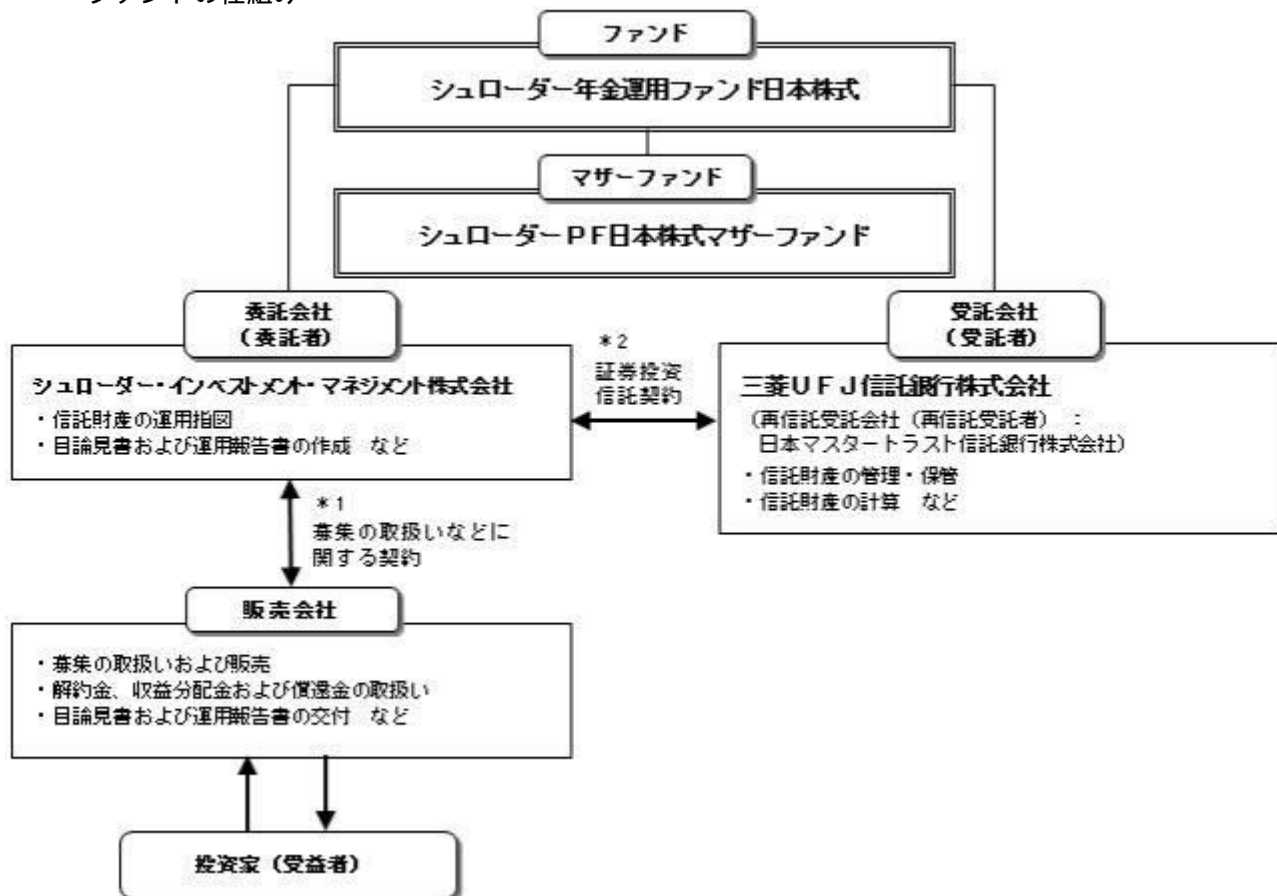 ファンドの仕組み
ファンド
シュローダー年金運用ファンド日本株式
マザーファンド
シュローダーPF日本株式マザーファンド
委託会社
(委託者)
シュローダー・インベストメント・マネジメント株式会社
・信託財産の運用指図
・目論見書および運用報告書の作成 など
*2
証券投資
信託契約
受託会社
(受託者)
三菱UFJ信託銀行株式会社
(再信託受託会社(再信託受託者) :
日本マスタートラスト信託銀行株式会社)
・信託財産の管理・保管
・信託財産の計算 など
*1
募集の取扱いなどに
関する契約
販売会社
・募集の取扱いおよび販売
・解約金、収益分配金および償還金の取扱い
・目論見書および運用報告書の交付 など
投資家(受益者)